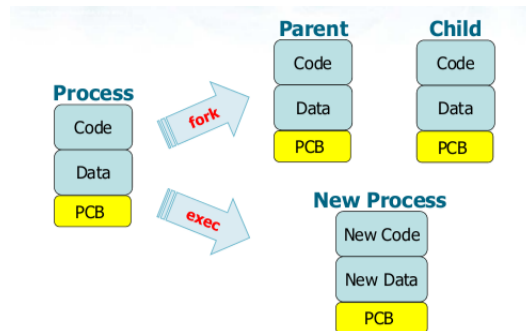 Parent
Child
Code
Code
Process
Data
Data
Code
fork
PCB
PCB
Data
PCB
exec
New Process
New Code
New Data
PCB